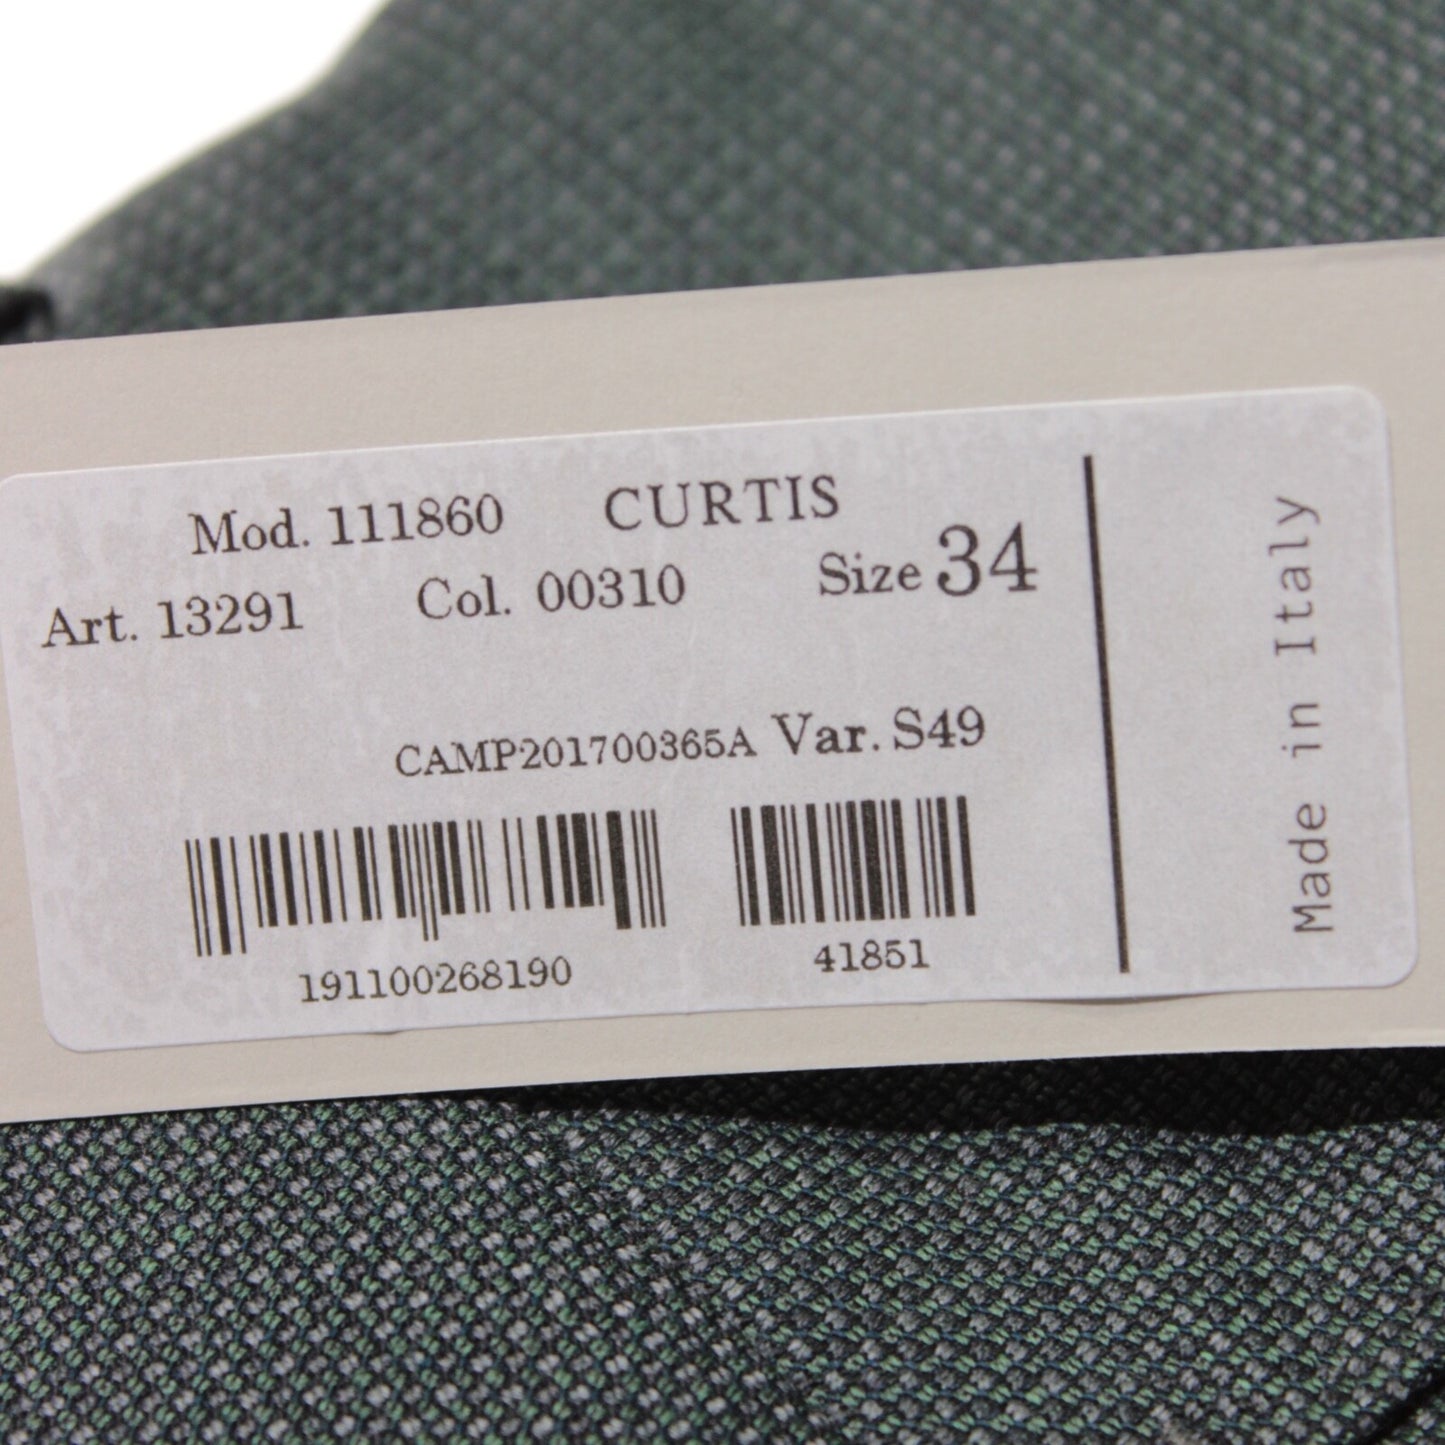 Mod. 111860 CURTIS
Art. 13291 Col. 00310 Size 34
CAMP201700365A Var. S49
191100268190 41851
Made in Italy